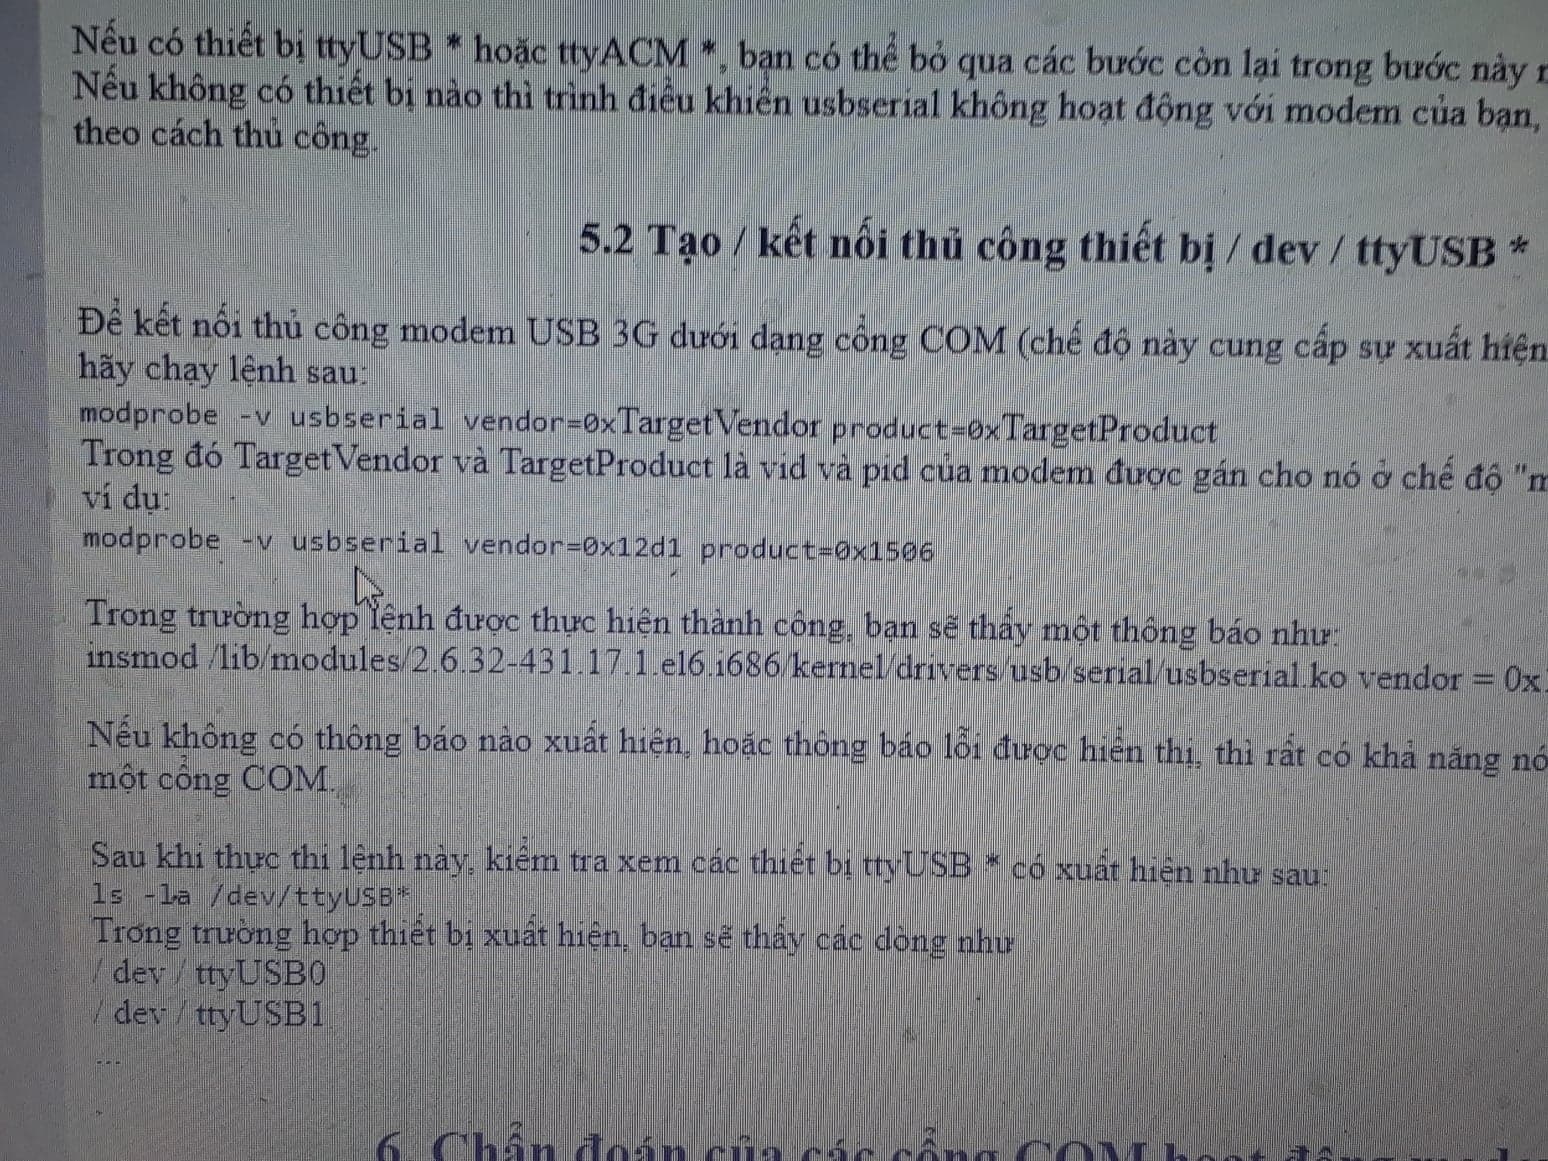 Nếu có thiết bị ttyUSB * hoặc ttyACM *, bạn có thể bỏ qua các bước còn lại trong bước này
Nếu không có thiết bị nào thì trình điều khiển usbserial không hoạt động với modem của bạn,
theo cách thủ công.
5.2 Tạo / kết nối thủ công thiết bị / dev / ttyUSB *
Để kết nối thủ công modem USB 3G dưới dạng cổng COM (chế độ này cung cấp sự xuất hiện
hãy chạy lệnh sau:
modprobe -v usbserial vendor=0xTargetVendor product=0xTargetProduct
Trong đó TargetVendor và TargetProduct là vid và pid của modem được gán cho nó ở chế độ "m
ví dụ:
modprobe -v usbserial vendor=0x12d1 product=0x1506
Trong trường hợp lệnh được thực hiện thành công, bạn sẽ thấy một thông báo như:
insmod /lib/modules/2.6.32-431.17.1.el6.i686/kernel/drivers/usb/serial/usbserial.ko vendor = 0x
Nếu không có thông báo nào xuất hiện, hoặc thông báo lỗi được hiển thị, thì rất có khả năng nó
một cổng COM.
Sau khi thực thi lệnh này, kiểm tra xem các thiết bị ttyUSB * có xuất hiện như sau:
ls -la /dev/ttyUSB*
Trong trường hợp thiết bị xuất hiện, bạn sẽ thấy các dòng như
/ dev / ttyUSB0
/ dev / ttyUSB1
...
6. Chẩn đoán của các cổng COM hoạt động